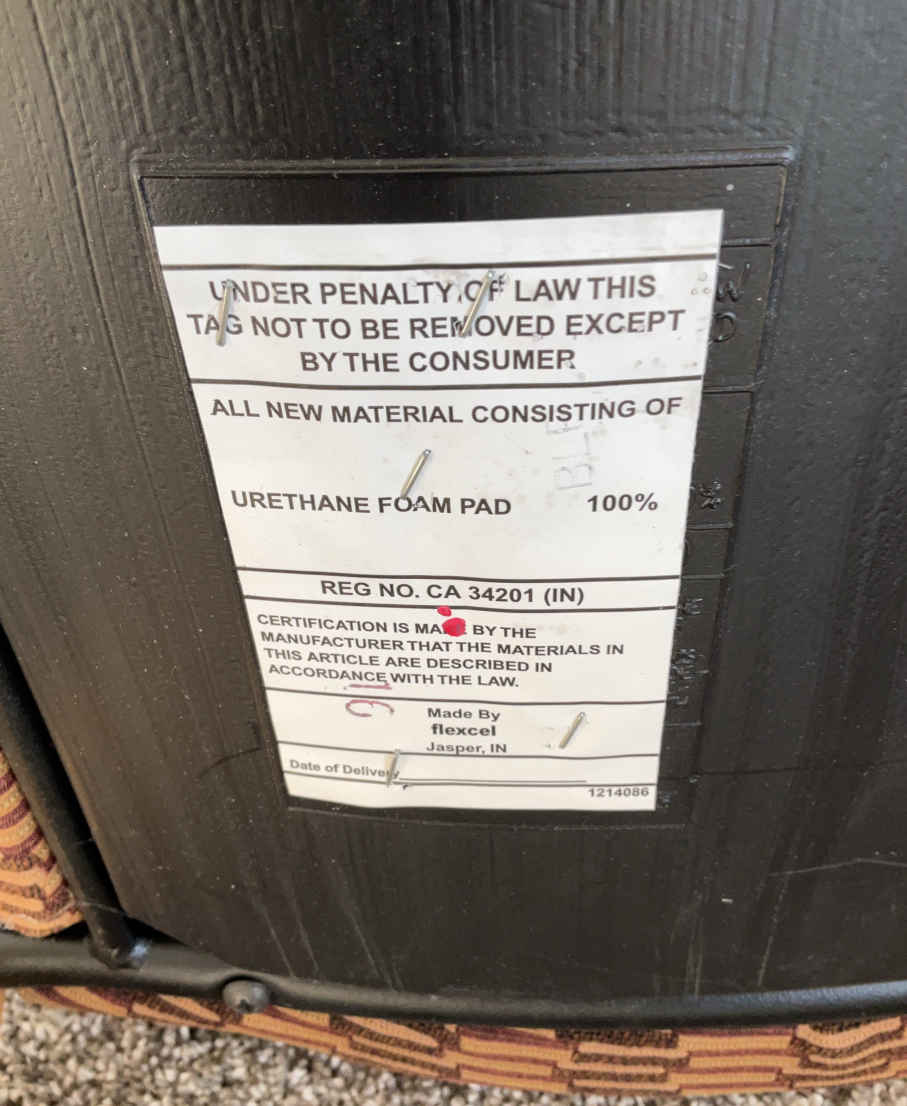 UNDER PENALTY OF LAW THIS
TAG NOT TO BE REMOVED EXCEPT
BY THE CONSUMER
ALL NEW MATERIAL CONSISTING OF
URETHANE FOAM PAD 100%
REG NO. CA 34201 (IN)
CERTIFICATION IS MADE BY THE
MANUFACTURER THAT THE MATERIALS IN
THIS ARTICLE ARE DESCRIBED IN
ACCORDANCE WITH THE LAW.
Made By
flexcel
Jasper, IN
Date of Delivery
1214086